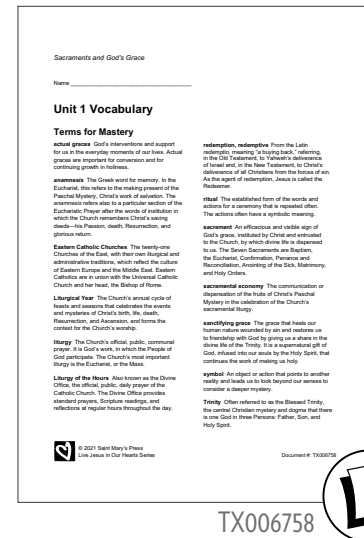 Sacraments and God's Grace
Name
Unit 1 Vocabulary
Terms for Mastery
actual graces God's interventions and support
for us in the everyday moments of our lives. Actual
graces are important for conversion and for
continuing growth in holiness.
anamnesis The Greek word for memory. In the
Eucharist, this refers to the making present of the
Paschal Mystery, Christ's work of salvation. The
anamnesis refers also to a particular section of the
Eucharistic Prayer after the words of institution in
which the Church remembers Christ's saving
deeds—his Passion, death, Resurrection, and
glorious return.
Eastern Catholic Churches The twenty-one
Churches of the East, with their own liturgical and
administrative traditions, which reflect the culture
of Eastern Europe and the Middle East. Eastern
Catholics are in union with the Universal Catholic
Church and her head, the Bishop of Rome.
Liturgical Year The Church's annual cycle of
feasts and seasons that celebrates the events
and mysteries of Christ's birth, life, death,
Resurrection, and Ascension, and forms the
context for the Church's worship.
liturgy The Church's official, public, communal
prayer. It is God's work, in which the People of
God participate. The Church's most important
liturgy is the Eucharist, or the Mass.
Liturgy of the Hours Also known as the Divine
Office, the official, public, daily prayer of the
Catholic Church. The Divine Office provides
standard prayers, Scripture readings, and
reflections at regular hours throughout the day.
redemption, redemptive From the Latin
redemptio, meaning "a buying back," referring,
in the Old Testament, to Yahweh's deliverance
of Israel and, in the New Testament, to Christ's
deliverance of all Christians from the forces of sin.
As the agent of redemption, Jesus is called the
Redeemer.
ritual The established form of the words and
actions for a ceremony that is repeated often.
The actions often have a symbolic meaning.
sacrament An efficacious and visible sign of
God's grace, instituted by Christ and entrusted
to the Church, by which divine life is dispensed
to us. The Seven Sacraments are Baptism,
the Eucharist, Confirmation, Penance and
Reconciliation, Anointing of the Sick, Matrimony,
and Holy Orders.
sacramental economy The communication or
dispensation of the fruits of Christ's Paschal
Mystery in the celebration of the Church's
sacramental liturgy.
sanctifying grace The grace that heals our
human nature wounded by sin and restores us
to friendship with God by giving us a share in the
divine life of the Trinity. It is a supernatural gift of
God, infused into our souls by the Holy Spirit, that
continues the work of making us holy.
symbol An object or action that points to another
reality and leads us to look beyond our senses to
consider a deeper mystery.
Trinity Often referred to as the Blessed Trinity,
the central Christian mystery and dogma that there
is one God in three Persons: Father, Son, and
Holy Spirit.
© 2021 Saint Mary's Press
Live Jesus in Our Hearts Series
Document #: TX006758
TX006758